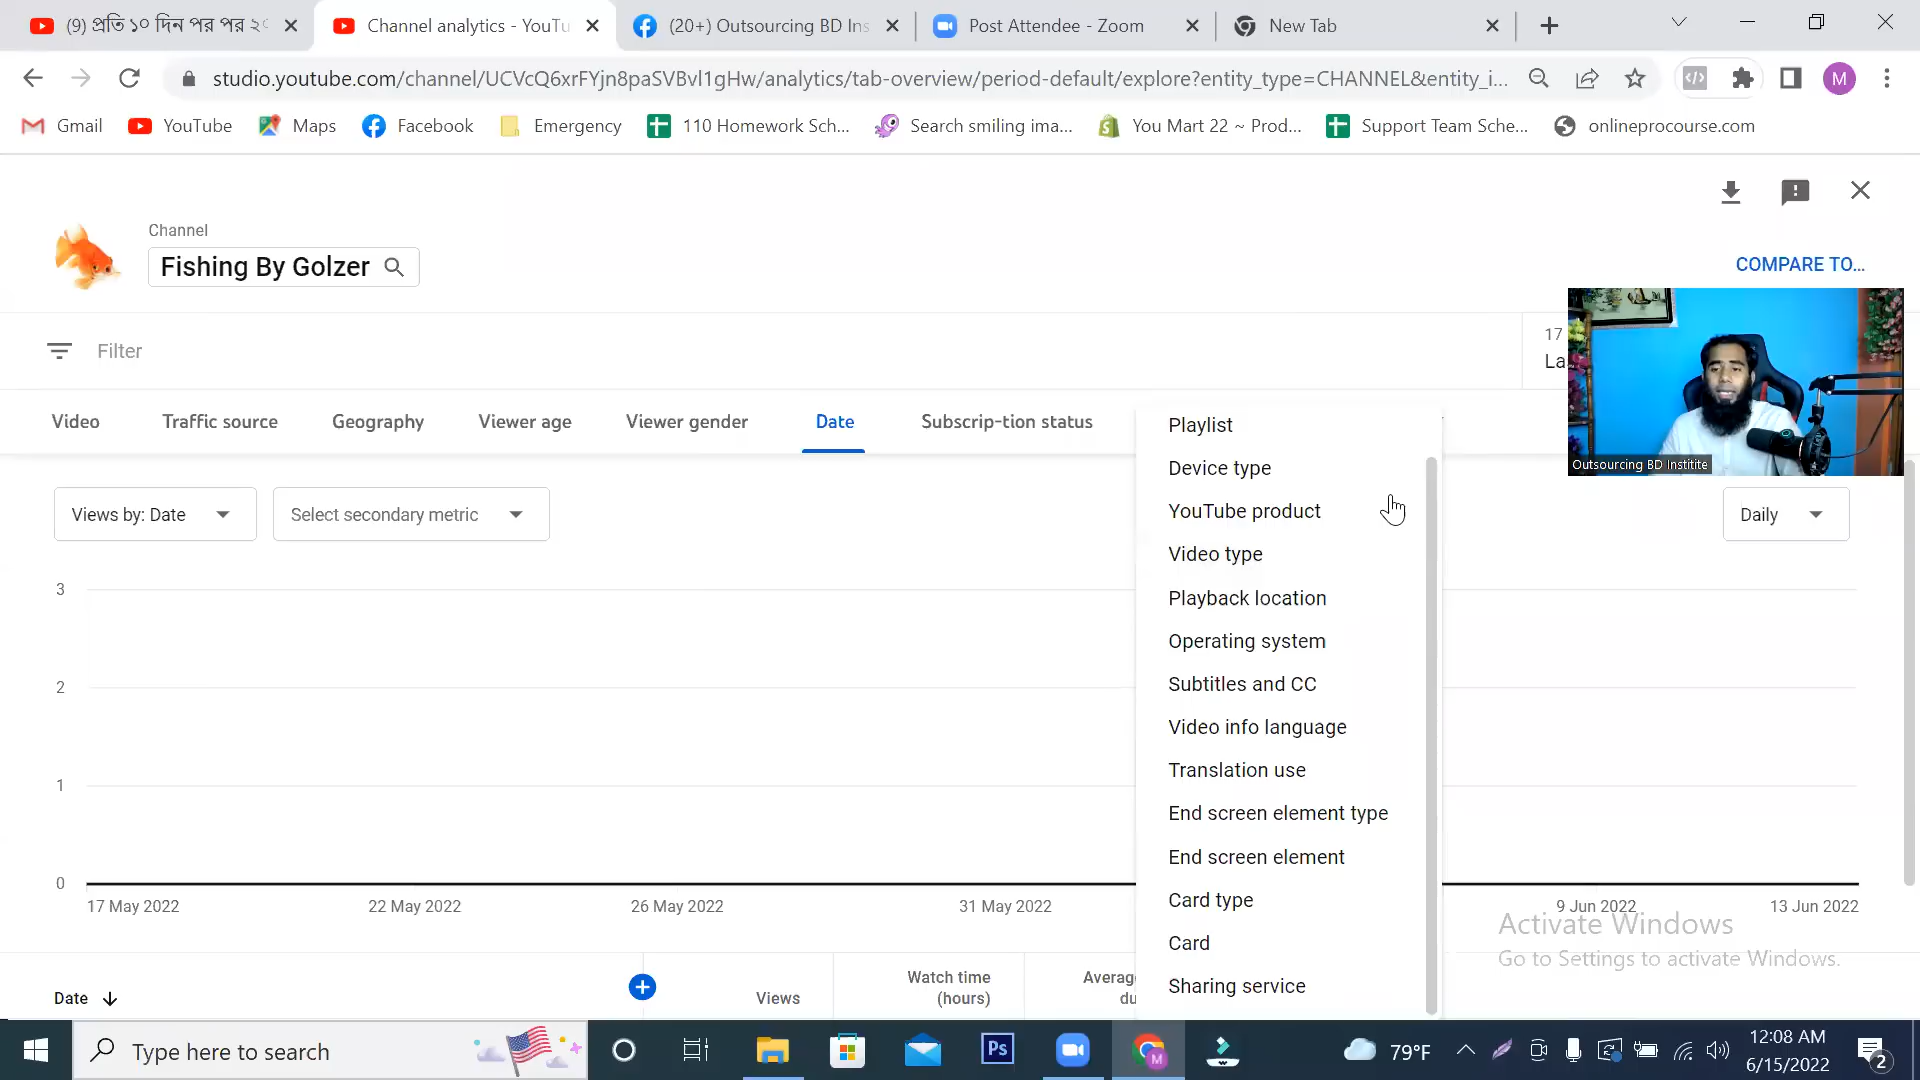 (9) প্রতি ১০ দিন পর পর ২৫
Channel analytics - YouTu
(20+) Outsourcing BD Ins
Post Attendee - Zoom
New Tab
studio.youtube.com/channel/UCVcQ6xrFYjn8paSVBvl1gHw/analytics/tab-overview/period-default/explore?entity_type=CHANNEL&entity_i...
M
Gmail
YouTube
Maps
Facebook
Emergency
110 Homework Sch...
Search smiling ima...
You Mart 22 ~ Prod...
Support Team Sche...
onlineprocourse.com
Channel
Fishing By Golzer
COMPARE TO...
Filter
17
La
Outsourcing BD Institite
Video
Traffic source
Geography
Viewer age
Viewer gender
Date
Subscrip-tion status
Playlist
Device type
YouTube product
Video type
Playback location
Operating system
Subtitles and CC
Video info language
Translation use
End screen element type
End screen element
Card type
Card
Sharing service
Views by: Date
Select secondary metric
Daily
3
2
1
0
17 May 2022
22 May 2022
26 May 2022
31 May 2022
9 Jun 2022
13 Jun 2022
Activate Windows
Go to Settings to activate Windows.
Date
Views
Watch time
(hours)
Averag
du
Type here to search
Ps
M
79°F
12:08 AM
6/15/2022
2